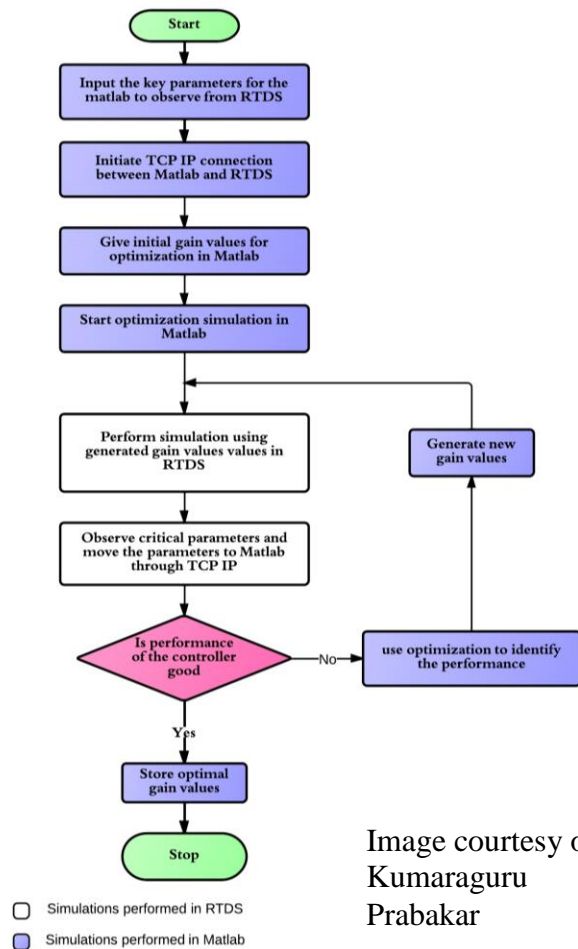 Start
Input the key parameters for the
matlab to observe from RTDS
Initiate TCP IP connection
between Matlab and RTDS
Give initial gain values for
optimization in Matlab
Start optimization simulation in
Matlab
Perform simulation using
generated gain values values in
RTDS
Generate new
gain values
Observe critical parameters and
move the parameters to Matlab
through TCP IP
Is performance
of the controller
good
No
use optimization to identify
the performance
Yes
Store optimal
gain values
Stop
Image courtesy
Kumaraguru
Prabakar
Simulations performed in RTDS
Simulations performed in Matlab